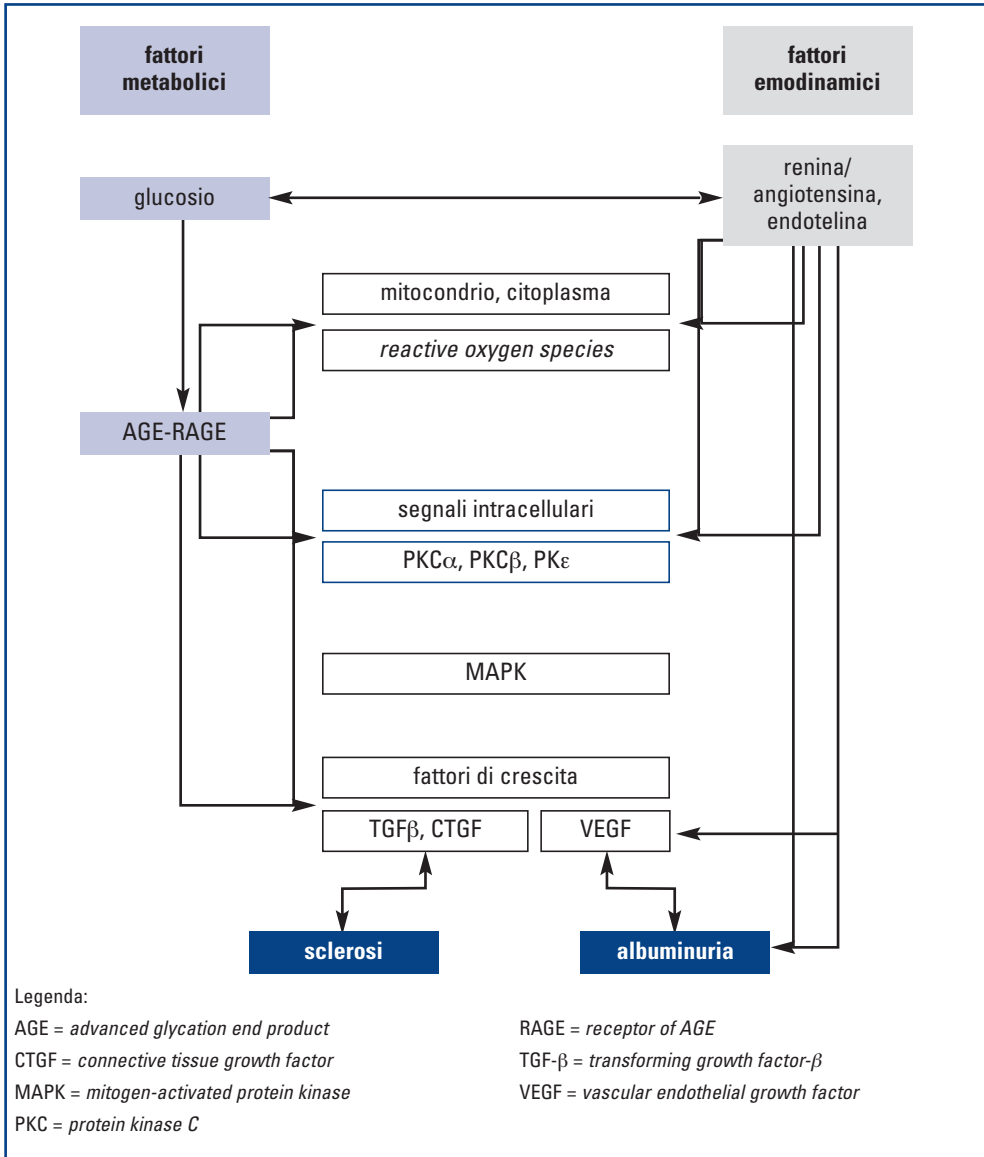 fattori
metabolici
fattori
emodinamici
glucosio
renina/
angiotensina,
endotelina
mitocondrio, citoplasma
reactive oxygen species
AGE-RAGE
segnali intracellulari
PKCα, PKCβ, PKε
MAPK
fattori di crescita
TGFβ, CTGF
VEGF
sclerosi
albuminuria
Legenda:
AGE = advanced glycation end product
CTGF = connective tissue growth factor
MAPK = mitogen-activated protein kinase
PKC = protein kinase C
RAGE = receptor of AGE
TGF-β = transforming growth factor-β
VEGF = vascular endothelial growth factor